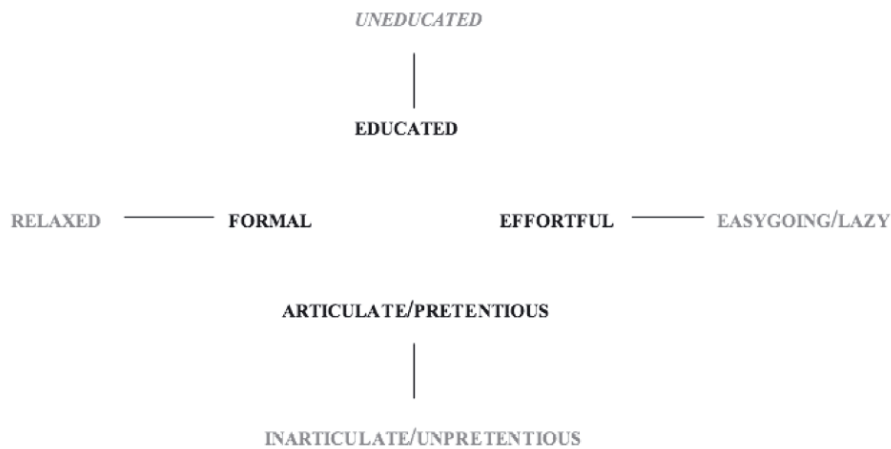 UNEDUCATED
EDUCATED
RELAXED FORMAL EFFORTFUL EASYGOING/LAZY
ARTICULATE/PRETENTIOUS
INARTICULATE/UNPRETENTIOUS